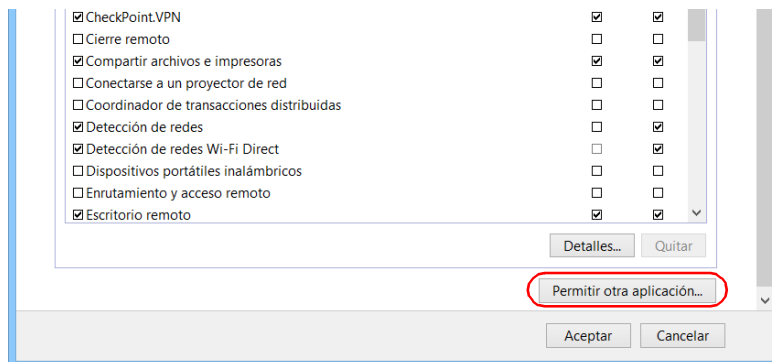 CheckPoint.VPN
Cierre remoto
Compartir archivos e impresoras
Conectarse a un proyector de red
Coordinador de transacciones distribuidas
Detección de redes
Detección de redes Wi-Fi Direct
Dispositivos portátiles inalámbricos
Enrutamiento y acceso remoto
Escritorio remoto
Detalles... Quitar
Permitir otra aplicación...
Aceptar Cancelar